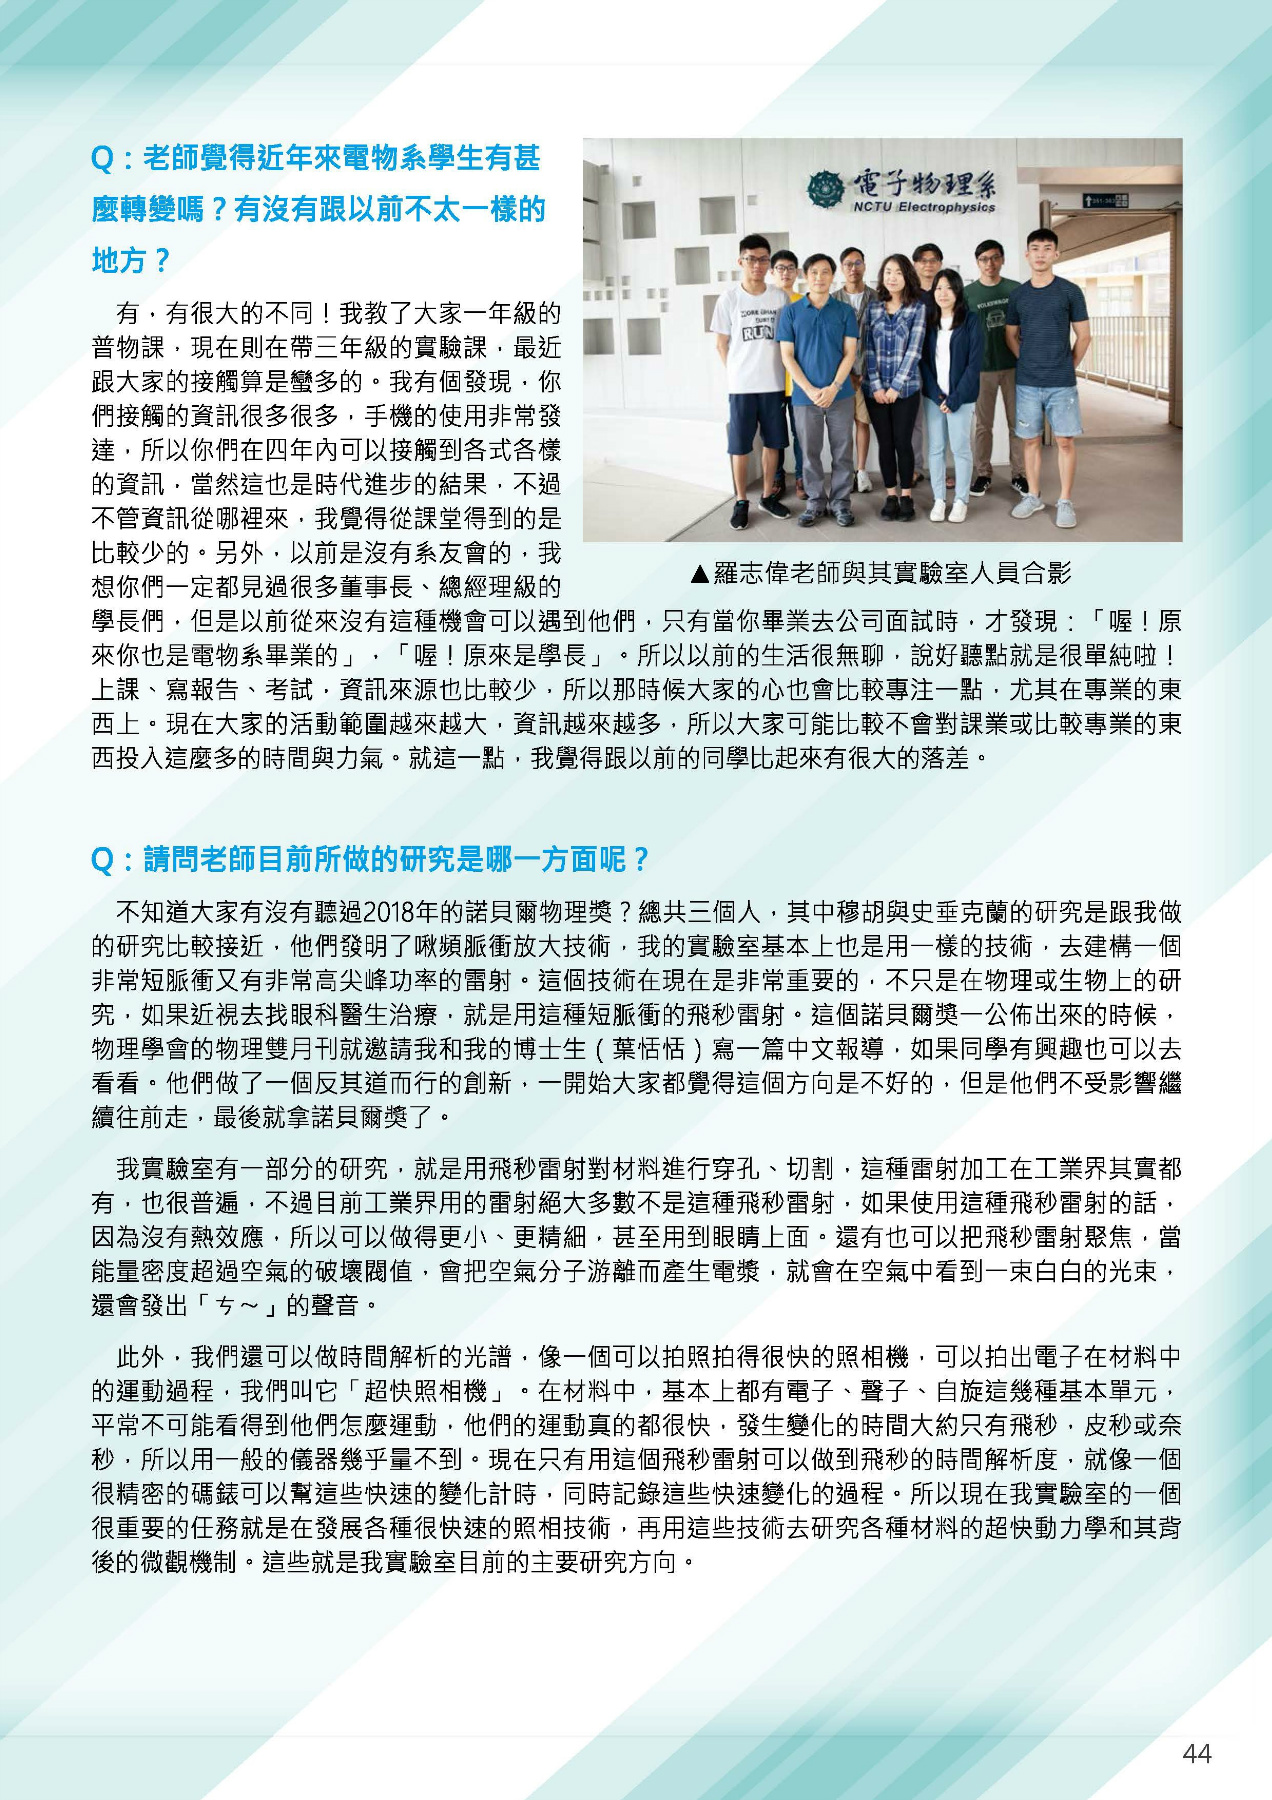 Q：老師覺得近年來電物系學生有甚
麼轉變嗎？有沒有跟以前不太一樣的
地方？
有，有很大的不同！我教了大家一年級的
普物課，現在則在帶三年級的實驗課，最近
跟大家的接觸算是蠻多的。我有個發現，你
們接觸的資訊很多很多，手機的使用非常發
達，所以你們在四年內可以接觸到各式各樣
的資訊，當然這也是時代進步的結果，不過
不管資訊從哪裡來，我覺得從課堂得到的是
比較少的。另外，以前是沒有系友會的，我
想你們一定都見過很多董事長、總經理級的
電子物理系
NCTU Electrophysics
RUN
VOLKSWAGEN
▲羅志偉老師與其實驗室人員合影
學長們，但是以前從來沒有這種機會可以遇到他們，只有當你畢業去公司面試時，才發現：「喔！原
來你也是電物系畢業的」，「喔！原來是學長」。所以以前的生活很無聊，說好聽點就是很單純啦！
上課、寫報告、考試，資訊來源也比較少，所以那時候大家的心也會比較專注一點，尤其在專業的東
西上。現在大家的活動範圍越來越大，資訊越來越多，所以大家可能比較不會對課業或比較專業的東
西投入這麼多的時間與力氣。就這一點，我覺得跟以前的同學比起來有很大的落差。
Q：請問老師目前所做的研究是哪一方面呢？
不知道大家有沒有聽過2018年的諾貝爾物理獎？總共三個人，其中穆胡與史垂克蘭的研究是跟我做
的研究比較接近，他們發明了啾頻脈衝放大技術，我的實驗室基本上也是用一樣的技術，去建構一個
非常短脈衝又有非常高尖峰功率的雷射。這個技術在現在是非常重要的，不只是在物理或生物上的研
究，如果近視去找眼科醫生治療，就是用這種短脈衝的飛秒雷射。這個諾貝爾獎一公佈出來的時候，
物理學會的物理雙月刊就邀請我和我的博士生（葉恬恬）寫一篇中文報導，如果同學有興趣也可以去
看看。他們做了一個反其道而行的創新，一開始大家都覺得這個方向是不好的，但是他們不受影響繼
續往前走，最後就拿諾貝爾獎了。
我實驗室有一部分的研究，就是用飛秒雷射對材料進行穿孔、切割，這種雷射加工在工業界其實都
有，也很普遍，不過目前工業界用的雷射絕大多數不是這種飛秒雷射，如果使用這種飛秒雷射的話，
因為沒有熱效應，所以可以做得更小、更精細，甚至用到眼睛上面。還有也可以把飛秒雷射聚焦，當
能量密度超過空氣的破壞閥值，會把空氣分子游離而產生電漿，就會在空氣中看到一束白白的光束，
還會發出「ㄘ～」的聲音。
此外，我們還可以做時間解析的光譜，像一個可以拍照拍得很快的照相機，可以拍出電子在材料中
的運動過程，我們叫它「超快照相機」。在材料中，基本上都有電子、聲子、自旋這幾種基本單元，
平常不可能看得到他們怎麼運動，他們的運動真的都很快，發生變化的時間大約只有飛秒，皮秒或奈
秒，所以用一般的儀器幾乎量不到。現在只有用這個飛秒雷射可以做到飛秒的時間解析度，就像一個
很精密的碼錶可以幫這些快速的變化計時，同時記錄這些快速變化的過程。所以現在我實驗室的一個
很重要的任務就是在發展各種很快速的照相技術，再用這些技術去研究各種材料的超快動力學和其背
後的微觀機制。這些就是我實驗室目前的主要研究方向。
44